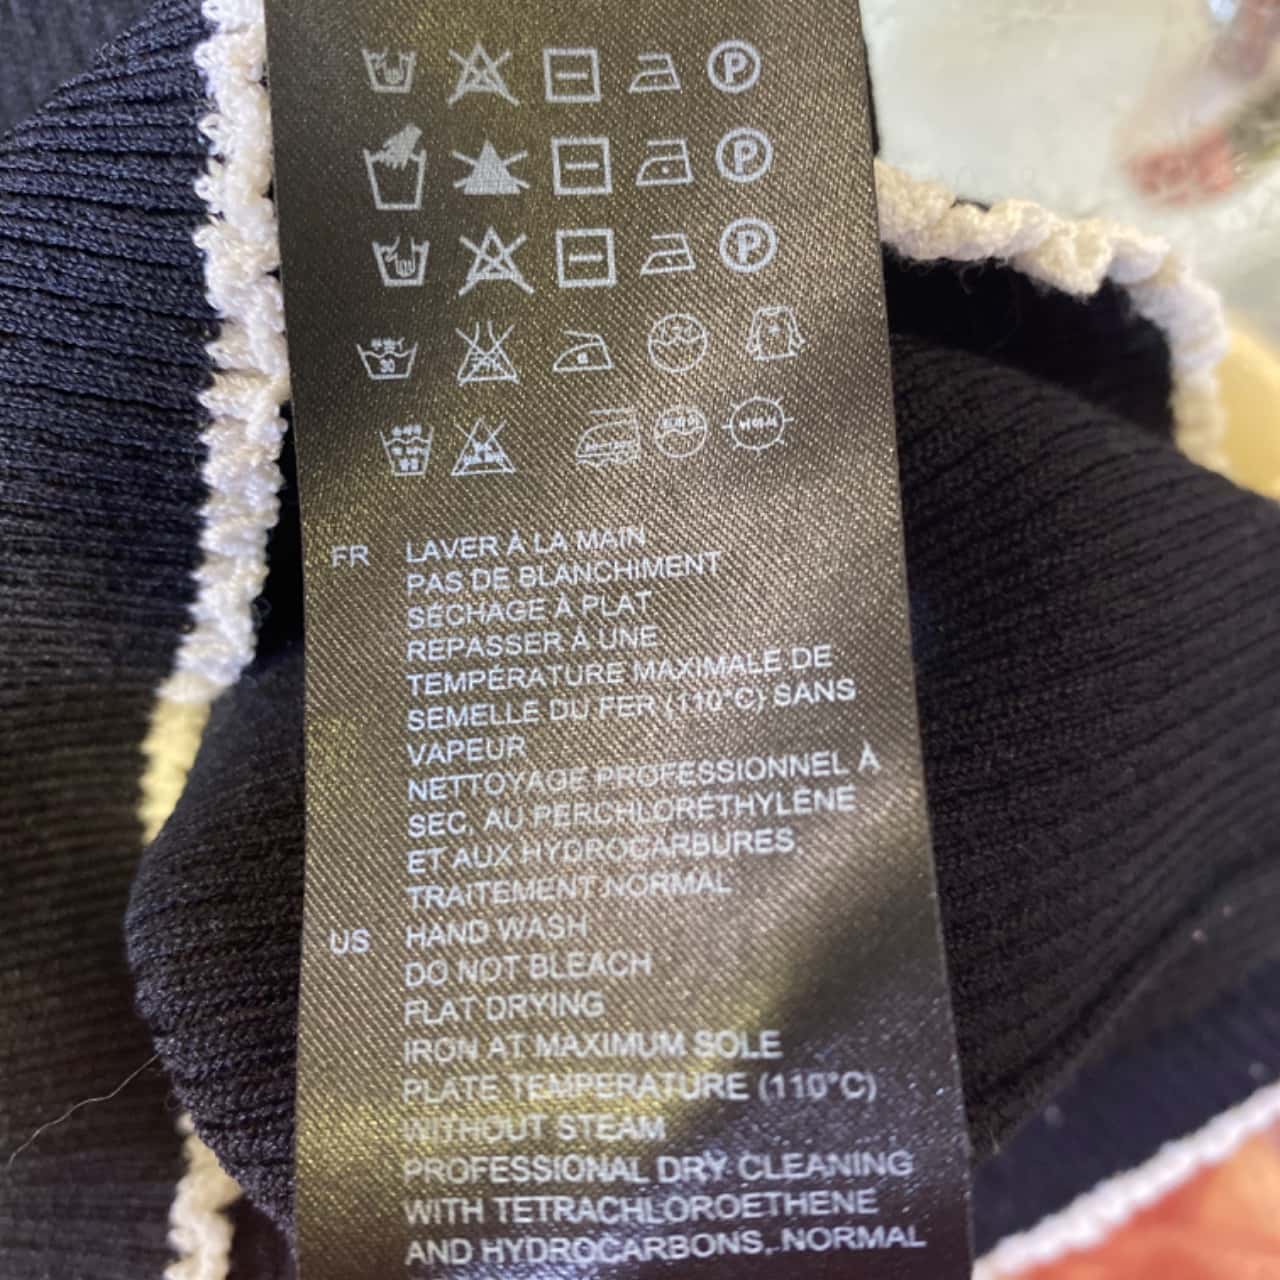 P
P
P
30
FR LAVER À LA MAIN
PAS DE BLANCHIMENT
SÉCHAGE À PLAT
REPASSER À UNE
TEMPÉRATURE MAXIMALE DE
SEMELLE DU FER (110°C) SANS
VAPEUR
NETTOYAGE PROFESSIONNEL À
SEC, AU PERCHLORÉTHYLÈNE
ET AUX HYDROCARBURES,
TRAITEMENT NORMAL
US HAND WASH
DO NOT BLEACH
FLAT DRYING
IRON AT MAXIMUM SOLE
PLATE TEMPERATURE (110°C)
WITHOUT STEAM
PROFESSIONAL DRY CLEANING
WITH TETRACHLOROETHENE
AND HYDROCARBONS, NORMAL